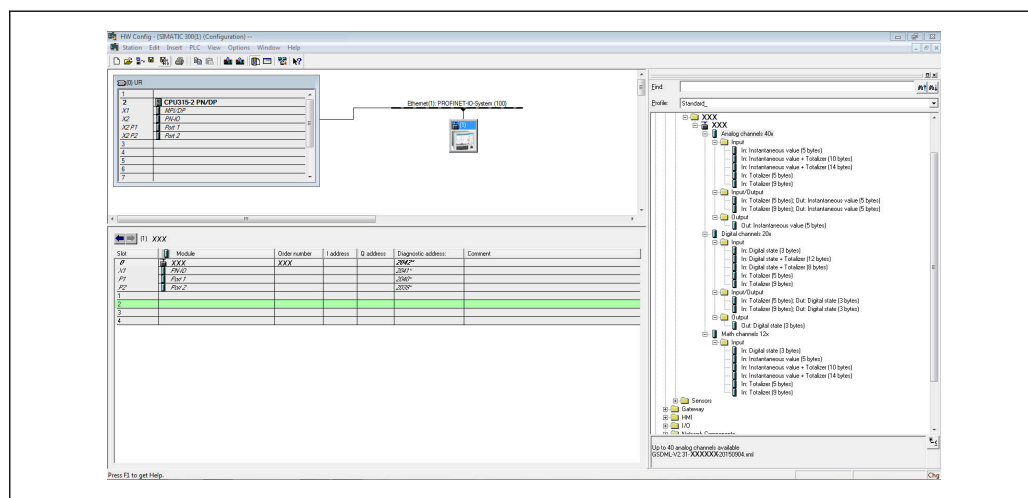 HW Config - [SIMATIC 300(1) (Configuration) --
Station Edit Insert PLC View Options Window Help
(0) UR
1
2 CPU315-2 PN/DP
X1 MPI/DP
X2 PN-IO
X2 P1 Port 1
X2 P2 Port 2
3
4
5
6
7
Ethernet(1): PROFINET-IO-System (100)
(1) XXX
Slot Module Order number I address Q address Diagnostic address: Comment
0 XXX XXX 2042*
X1 PN-IO 2041*
P1 Port 1 2040*
P2 Port 2 2039*
1
2
3
4
Find:
Profile: Standard_
XXX
XXX
Analog channels 40x
Input
In: Instantaneous value (5 bytes)
In: Instantaneous value + Totalizer (10 bytes)
In: Instantaneous value + Totalizer (14 bytes)
In: Totalizer (5 bytes)
In: Totalizer (9 bytes)
Input/Output
In: Totalizer (5 bytes); Out: Instantaneous value (5 bytes)
In: Totalizer (9 bytes); Out: Instantaneous value (5 bytes)
Output
Out: Instantaneous value (5 bytes)
Digital channels 20x
Input
In: Digital state (3 bytes)
In: Digital state + Totalizer (12 bytes)
In: Digital state + Totalizer (8 bytes)
In: Totalizer (5 bytes)
In: Totalizer (9 bytes)
Input/Output
In: Totalizer (5 bytes); Out: Digital state (3 bytes)
In: Totalizer (9 bytes); Out: Digital state (3 bytes)
Output
Out: Digital state (3 bytes)
Math channels 12x
Input
In: Digital state (3 bytes)
In: Instantaneous value (5 bytes)
In: Instantaneous value + Totalizer (10 bytes)
In: Instantaneous value + Totalizer (14 bytes)
In: Totalizer (5 bytes)
In: Totalizer (9 bytes)
Sensors
Gateway
HMI
I/O
Network Components
Up to 40 analog channels available
GSDML-V2.31-XXXXXX-20150904.xml
Press F1 to get Help.
Chg